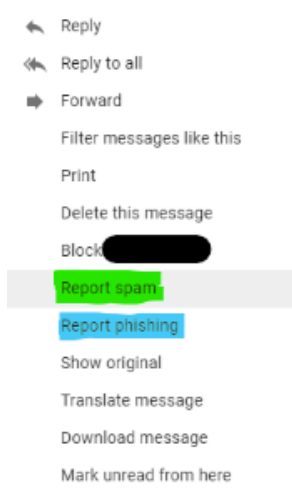 Reply
Reply to all
Forward
Filter messages like this
Print
Delete this message
Block
Report spam
Report phishing
Show original
Translate message
Download message
Mark unread from here